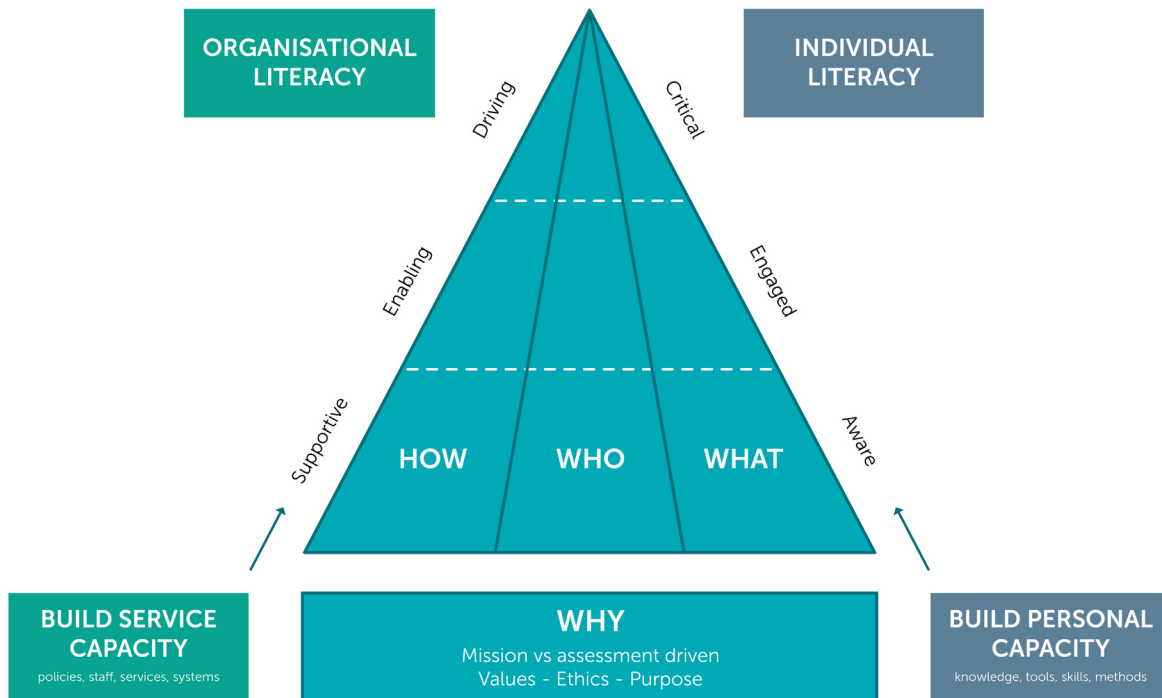 ORGANISATIONAL
LITERACY
INDIVIDUAL
LITERACY
Driving
Critical
Enabling
Engaged
Supportive
Aware
HOW
WHO
WHAT
BUILD SERVICE
CAPACITY
policies, staff, services, systems
WHY
Mission vs assessment driven
Values - Ethics - Purpose
BUILD PERSONAL
CAPACITY
knowledge, tools, skills, methods